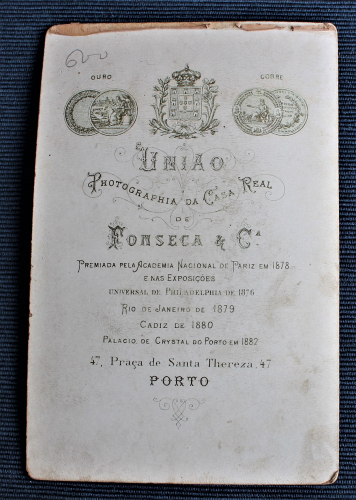 600
OURO
COBRE
UNIÃO
PHOTOGRAPHIA DA CASA REAL
DE
FONSECA & Cª
PREMIADA PELA ACADEMIA NACIONAL DE PARIZ EM 1878
E NAS EXPOSIÇÕES
UNIVERSAL DE PHILADELPHIA DE 1876
RIO DE JANEIRO DE 1879
CADIZ DE 1880
PALACIO DE CRYSTAL DO PORTO EM 1882
47, Praça de Santa Thereza, 47
PORTO